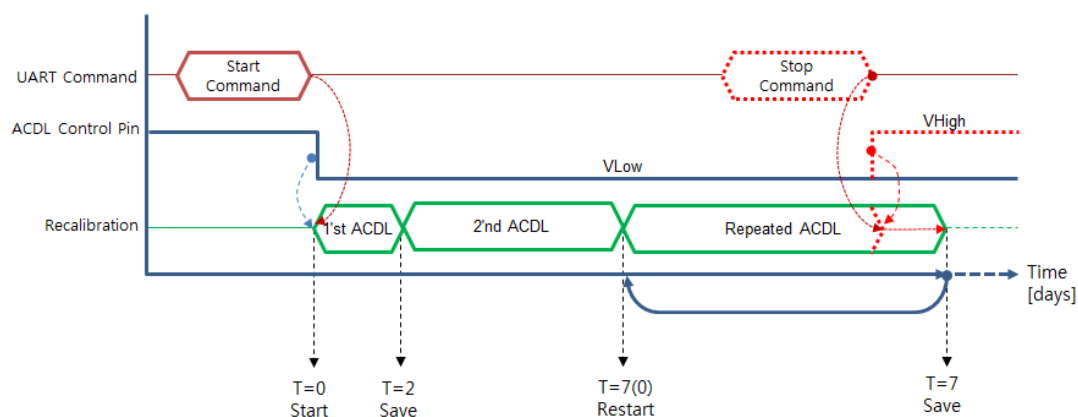 UART Command
Start
Command
Stop
Command
ACDL Control Pin
VHigh
VLow
Recalibration
1'st ACDL
2'nd ACDL
Repeated ACDL
Time
[days]
T=0
Start
T=2
Save
T=7(0)
Restart
T=7
Save